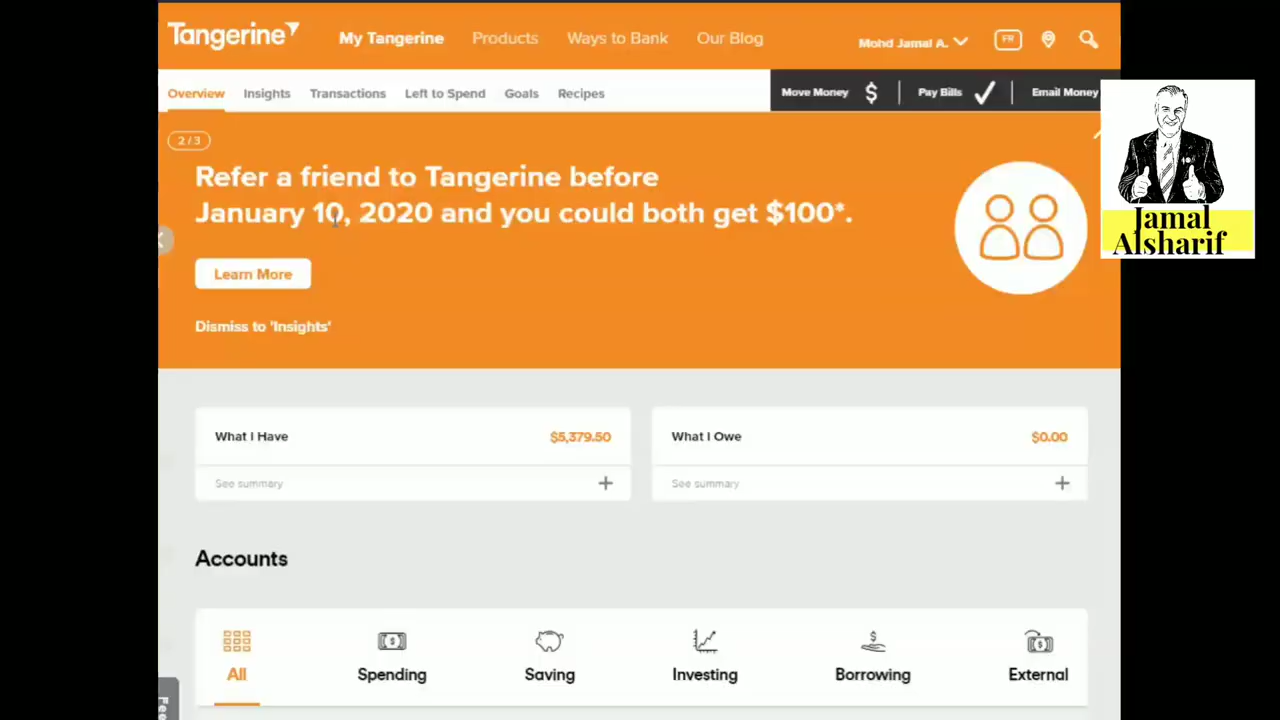 Tangerine
My Tangerine Products Ways to Bank Our Blog
Mohd Jamal A. FR
Overview Insights Transactions Left to Spend Goals Recipes
Move Money $ Pay Bills Email Money
2 / 3
Refer a friend to Tangerine before
January 10, 2020 and you could both get $100*.
Learn More
Dismiss to 'Insights'
Jamal
Alsharif
What I Have $5,379.50
See summary +
What I Owe $0.00
See summary +
Accounts
All Spending Saving Investing Borrowing External